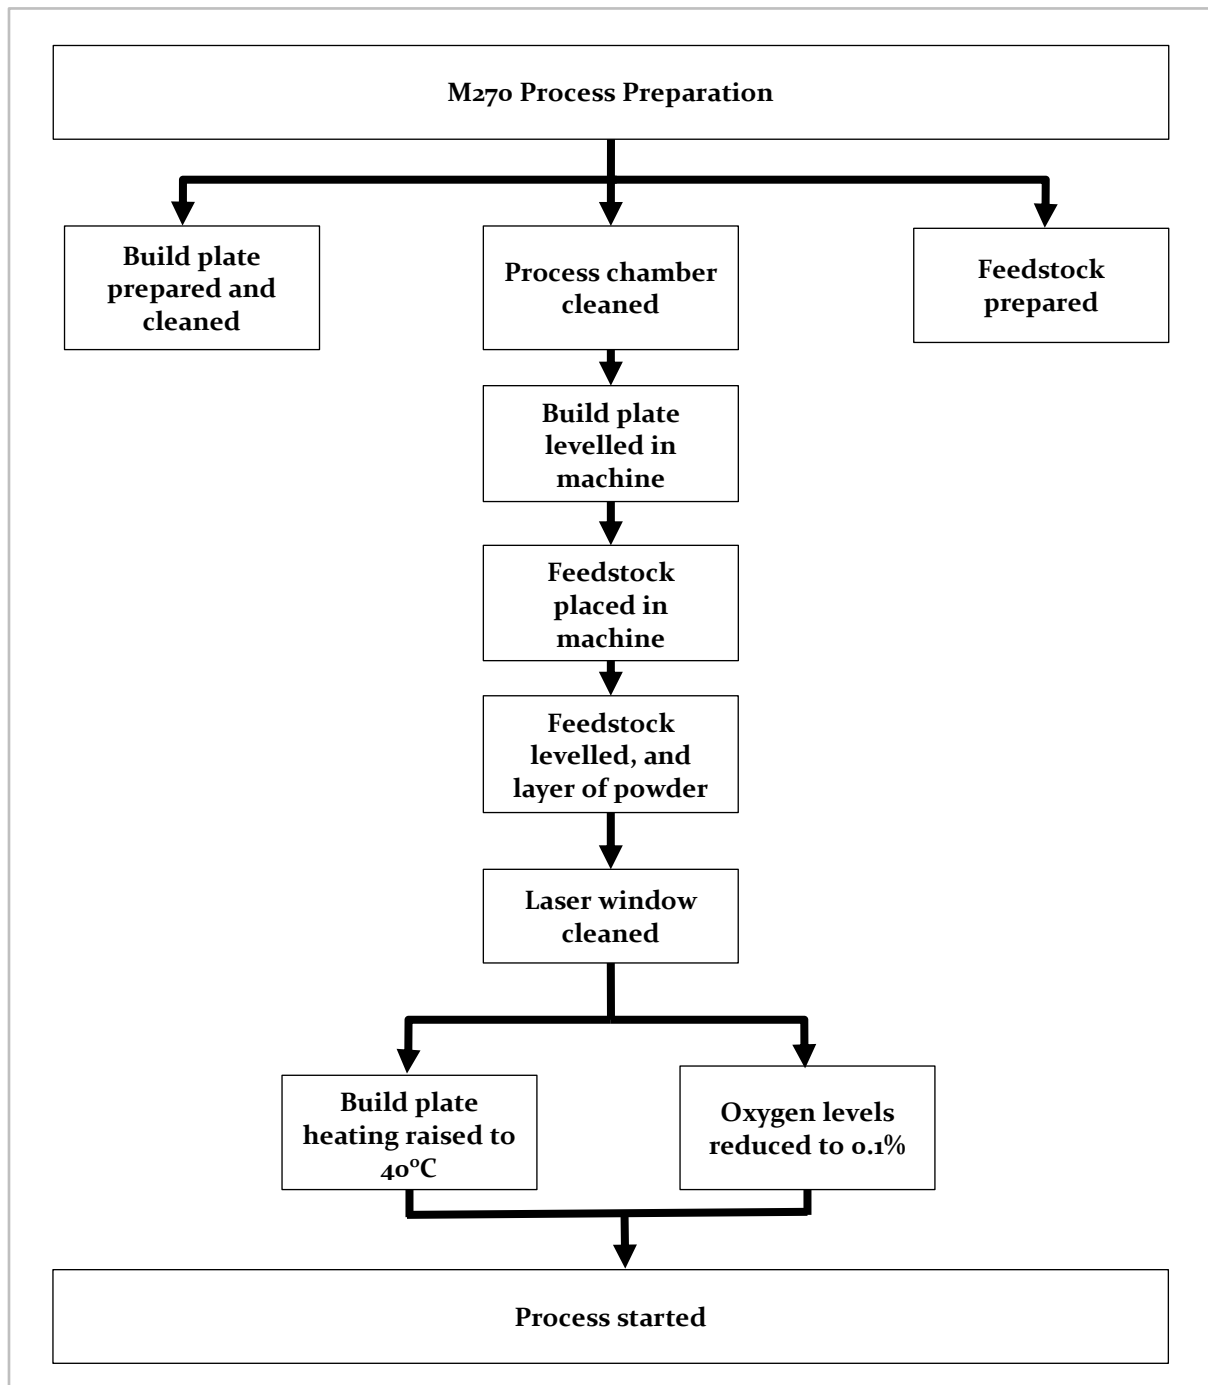 M270 Process Preparation
Build plate
prepared and
cleaned
Process chamber
cleaned
Feedstock
prepared
Build plate
levelled in
machine
Feedstock
placed in
machine
Feedstock
levelled, and
layer of powder
Laser window
cleaned
Build plate
heating raised to
40°C
Oxygen levels
reduced to 0.1%
Process started